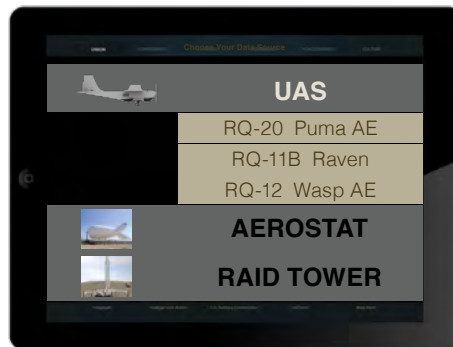 Choose Your Data Source
UAS
RQ-20 Puma AE
RQ-11B Raven
RQ-12 Wasp AE
AEROSTAT
RAID TOWER